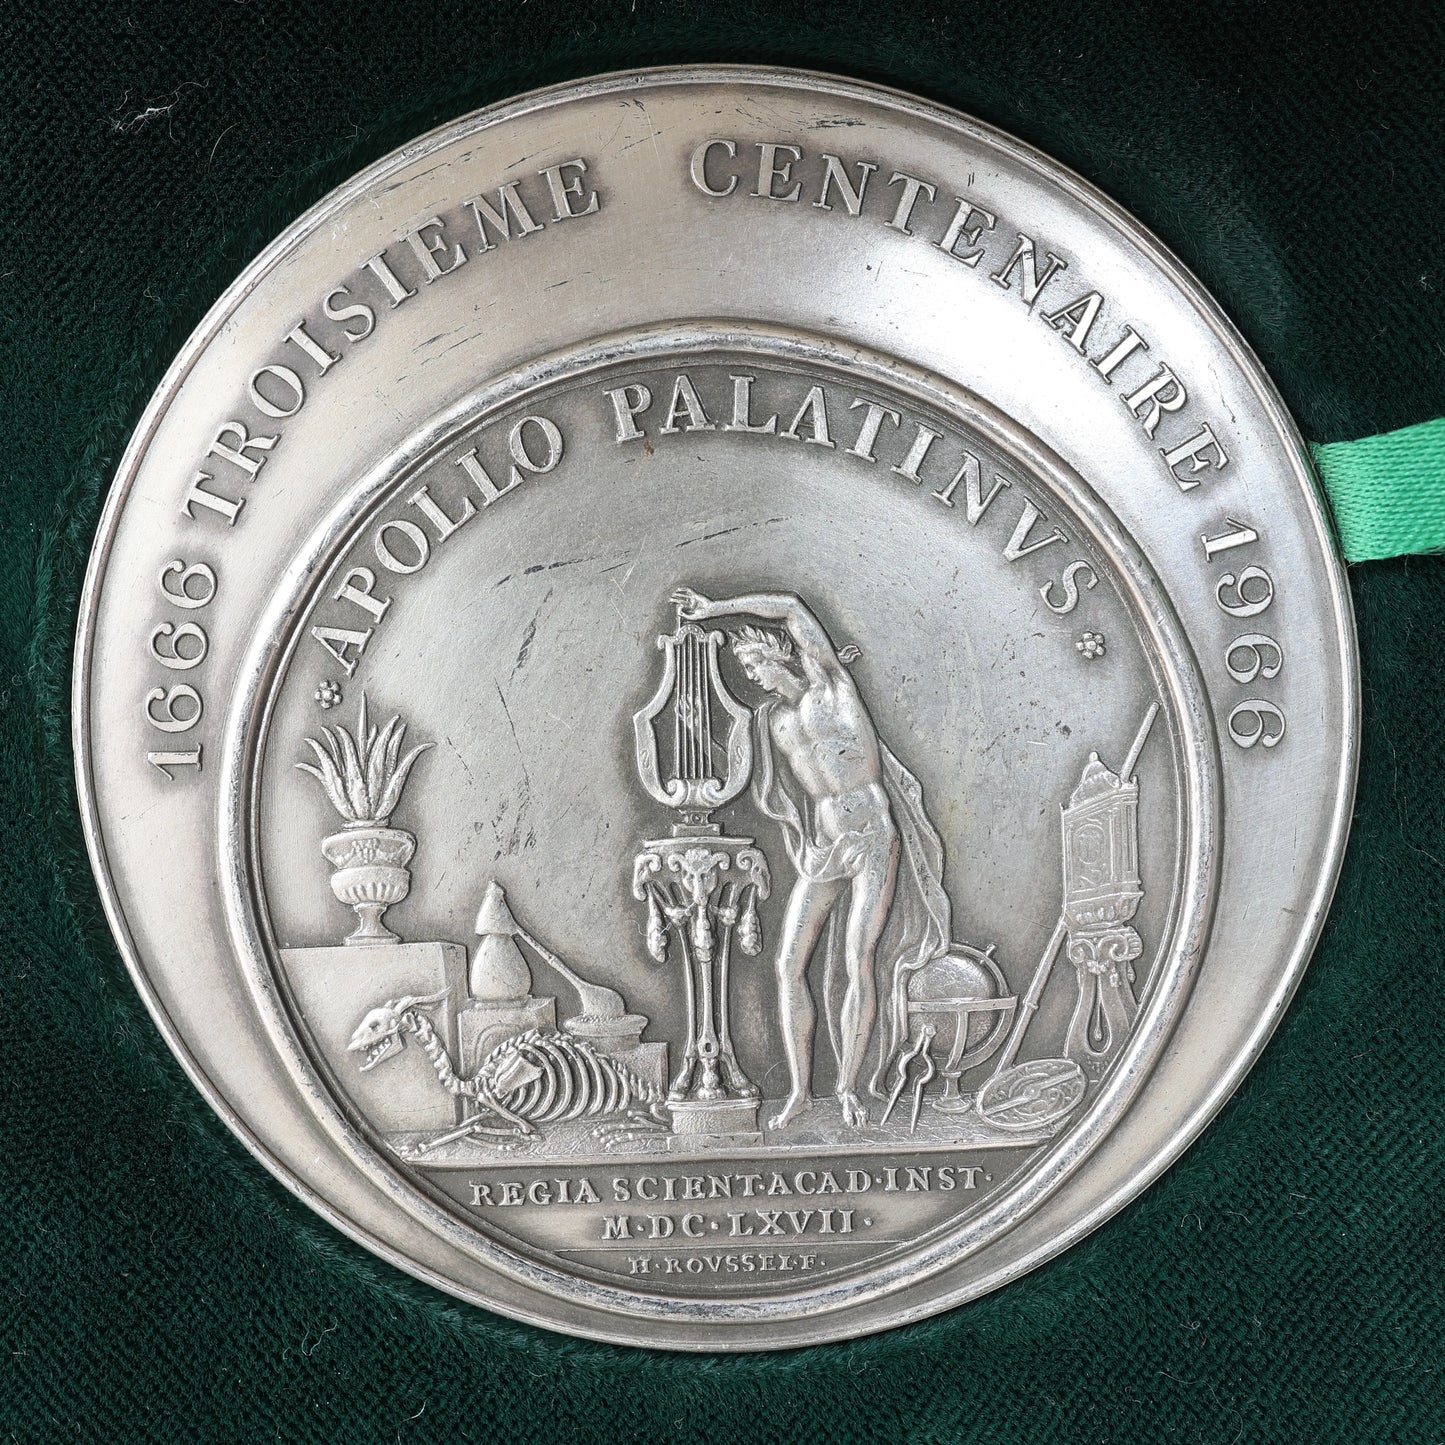 1666 TROISIEME CENTENAIRE 1966
APOLLO PALATINVS
REGIA SCIENT·ACAD·INST·
M·DC·LXVII·
H·ROVSSEL·F·